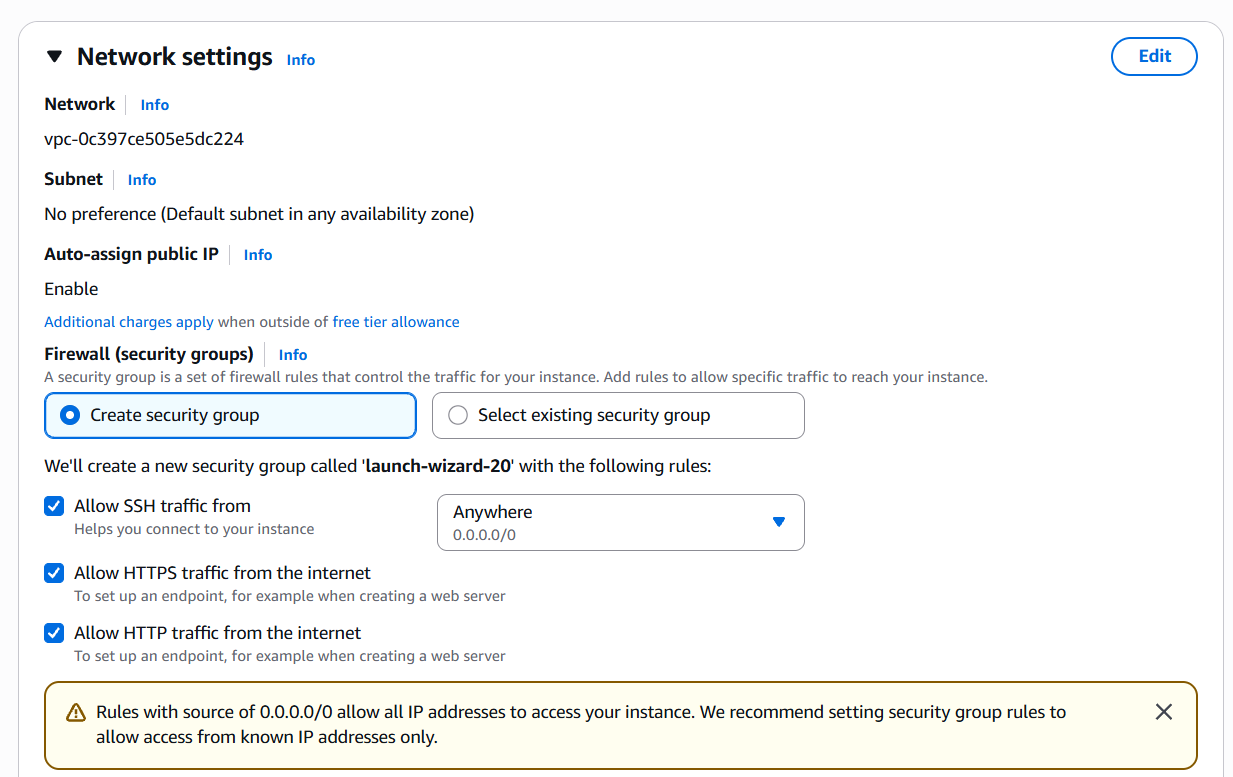 Network settings Info Edit
Network Info
vpc-0c397ce505e5dc224
Subnet Info
No preference (Default subnet in any availability zone)
Auto-assign public IP Info
Enable
Additional charges apply when outside of free tier allowance
Firewall (security groups) Info
A security group is a set of firewall rules that control the traffic for your instance. Add rules to allow specific traffic to reach your instance.
Create security group Select existing security group
We'll create a new security group called 'launch-wizard-20' with the following rules:
Allow SSH traffic from Anywhere
Helps you connect to your instance 0.0.0.0/0
Allow HTTPS traffic from the internet
To set up an endpoint, for example when creating a web server
Allow HTTP traffic from the internet
To set up an endpoint, for example when creating a web server
Rules with source of 0.0.0.0/0 allow all IP addresses to access your instance. We recommend setting security group rules to
allow access from known IP addresses only.